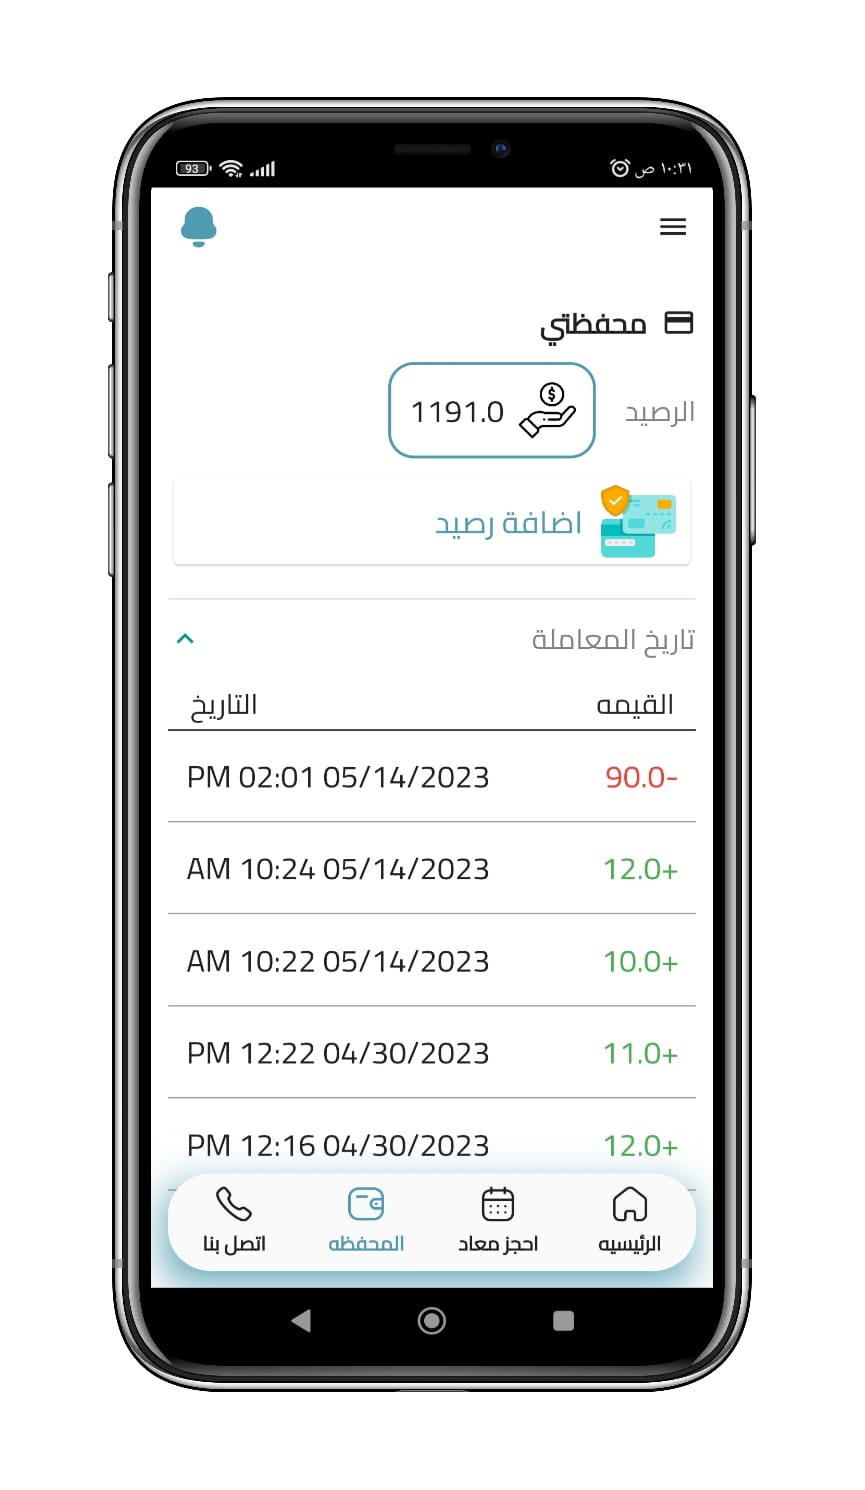 ١٠:٣١ ص
93
محفظتي
الرصيد 1191.0
اضافة رصيد
تاريخ المعاملة
القيمه التاريخ
90.0- PM 02:01 05/14/2023
12.0+ AM 10:24 05/14/2023
10.0+ AM 10:22 05/14/2023
11.0+ PM 12:22 04/30/2023
12.0+ PM 12:16 04/30/2023
الرئيسيه احجز معاد المحفظه اتصل بنا